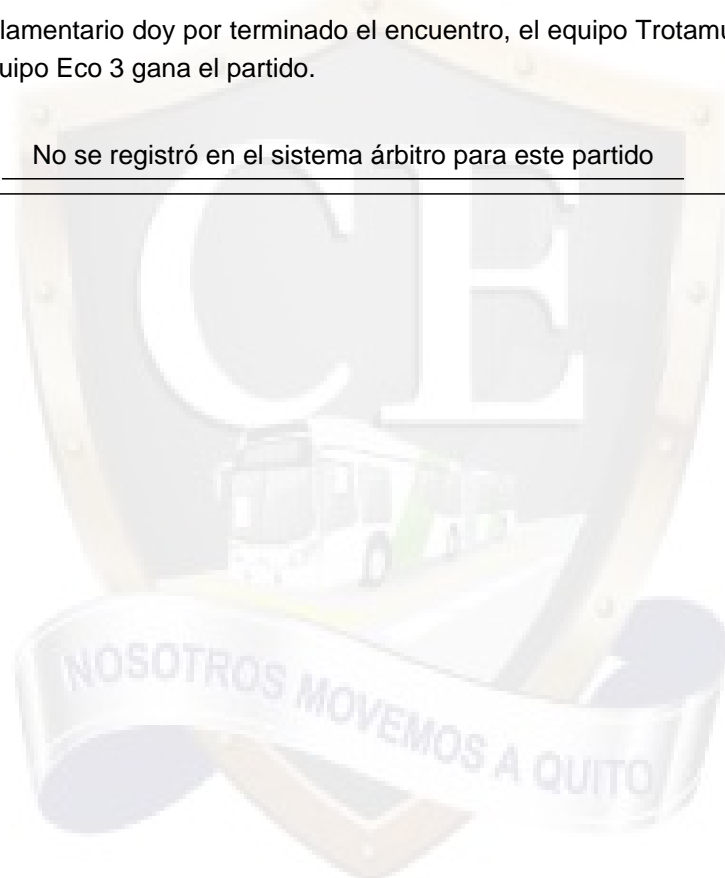 lamentario doy por terminado el encuentro, el equipo Trotamu
uipo Eco 3 gana el partido.
No se registró en el sistema árbitro para este partido
CE
NOSOTROS MOVEMOS A QUITO